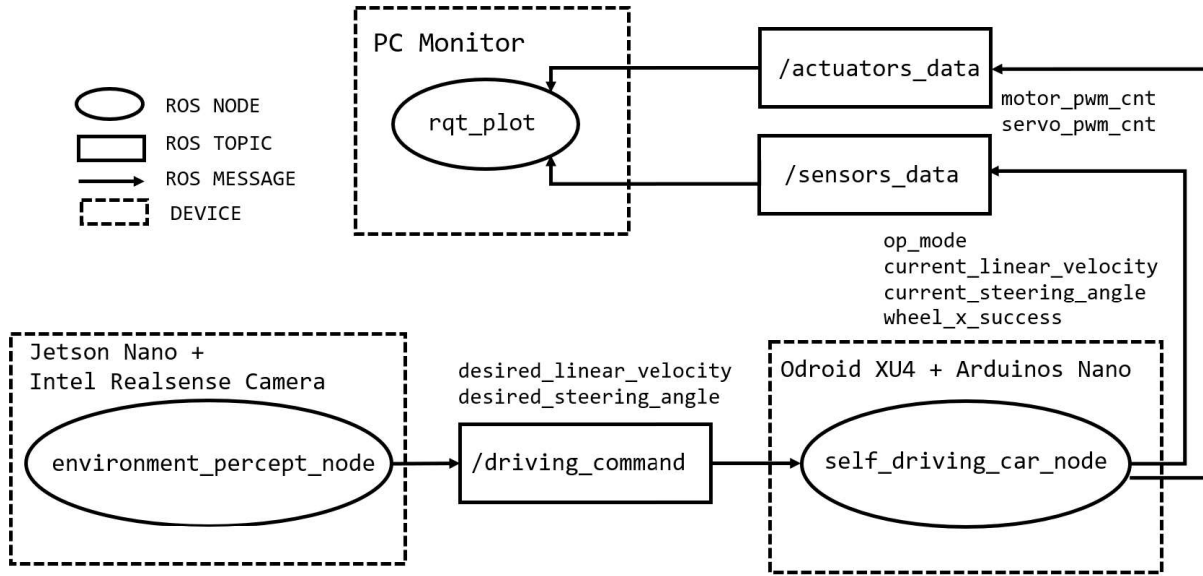 PC Monitor
rqt_plot
/actuators_data
motor_pwm_cnt
servo_pwm_cnt
/sensors_data
op_mode
current_linear_velocity
current_steering_angle
wheel_x_success
ROS NODE
ROS TOPIC
ROS MESSAGE
DEVICE
Jetson Nano +
Intel Realsense Camera
environment_percept_node
desired_linear_velocity
desired_steering_angle
/driving_command
Odroid XU4 + Arduinos Nano
self_driving_car_node